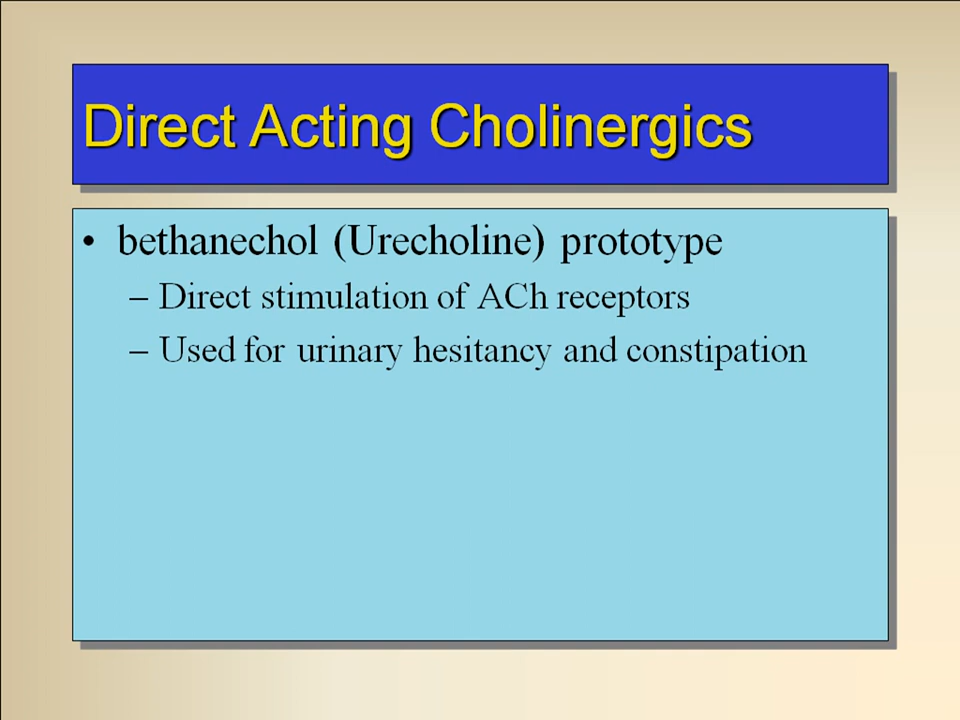 Direct Acting Cholinergics
• bethanechol (Urecholine) prototype
– Direct stimulation of ACh receptors
– Used for urinary hesitancy and constipation